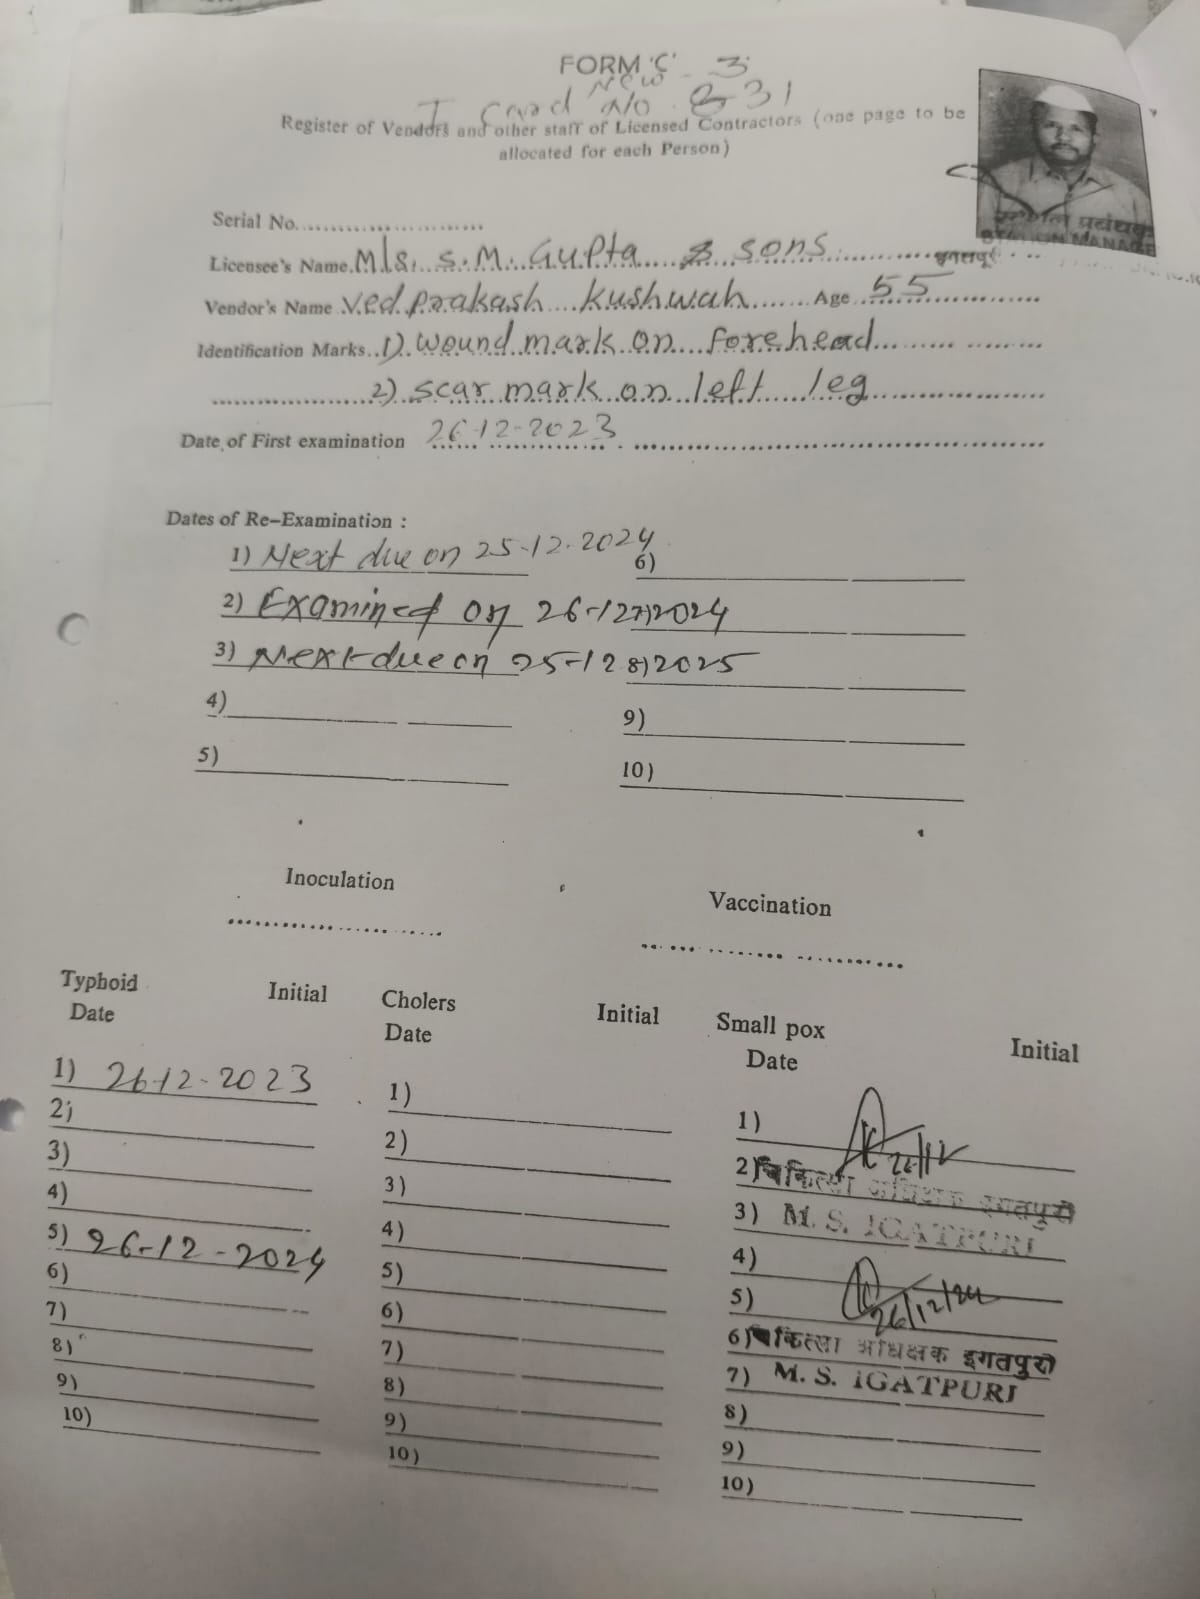 FORM 'C'
New 3
I card No. 831
Register of Vendors and other staff of Licensed Contractors (one page to be
allocated for each Person)
Serial No.
Licensee's Name M/s. S. M. Gupta & sons
इगतपूरी
Vendor's Name Ved prakash Kushwah Age 55
Identification Marks 1) wound mark on forehead
2) scar mark on left leg
Date of First examination 26-12-2023
Dates of Re-Examination :
1) Next due on 25-12-2024 6)
2) Examined on 26-12-2024 7)
3) Next due on 25-12-2025 8)
4) 9)
5) 10)
Inoculation Vaccination
Typhoid Initial Cholers Initial Small pox Initial
Date Date Date
1) 26-12-2023 1) 1) 26/12
2) 2) 2) चिकित्सा अधिक्षक इगतपुरी
3) 3) 3) M. S. IGATPURI
4) 4) 4)
5) 26-12-2024 5) 5) 26/12/24
6) 6) 6) चिकित्सा अधिक्षक इगतपुरी
7) 7) 7) M. S. IGATPURI
8) 8) 8)
9) 9) 9)
10) 10) 10)